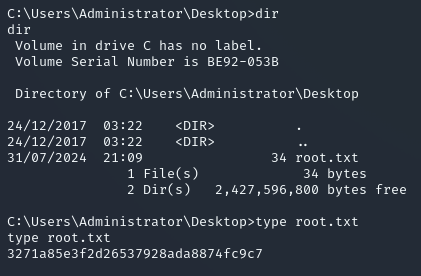 C:\Users\Administrator\Desktop>dir
dir
 Volume in drive C has no label.
 Volume Serial Number is BE92-053B

 Directory of C:\Users\Administrator\Desktop

24/12/2017  03:22    <DIR>          .
24/12/2017  03:22    <DIR>          ..
31/07/2024  21:09                34 root.txt
               1 File(s)             34 bytes
               2 Dir(s)   2,427,596,800 bytes free

C:\Users\Administrator\Desktop>type root.txt
type root.txt
3271a85e3f2d26537928ada8874fc9c7